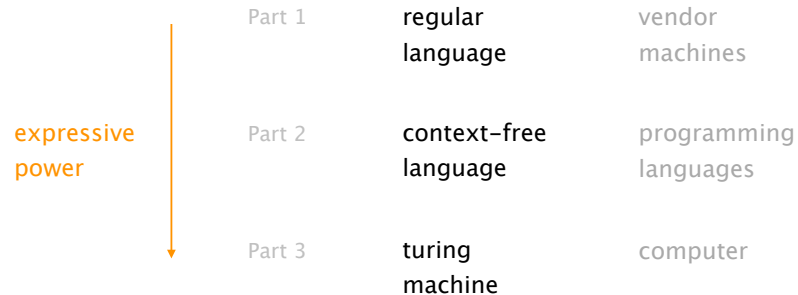 Part 1 regular vendor
language machines
expressive Part 2 context-free programming
power language languages
Part 3 turing computer
machine